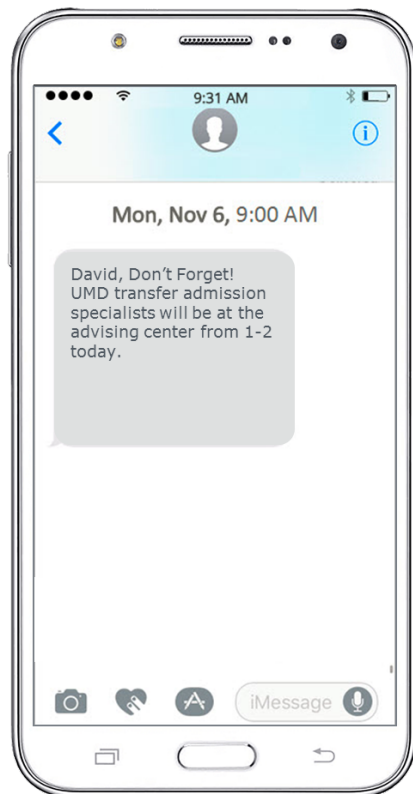 9:31 AM
Mon, Nov 6, 9:00 AM
David, Don’t Forget!
UMD transfer admission
specialists will be at the
advising center from 1-2
today.
iMessage